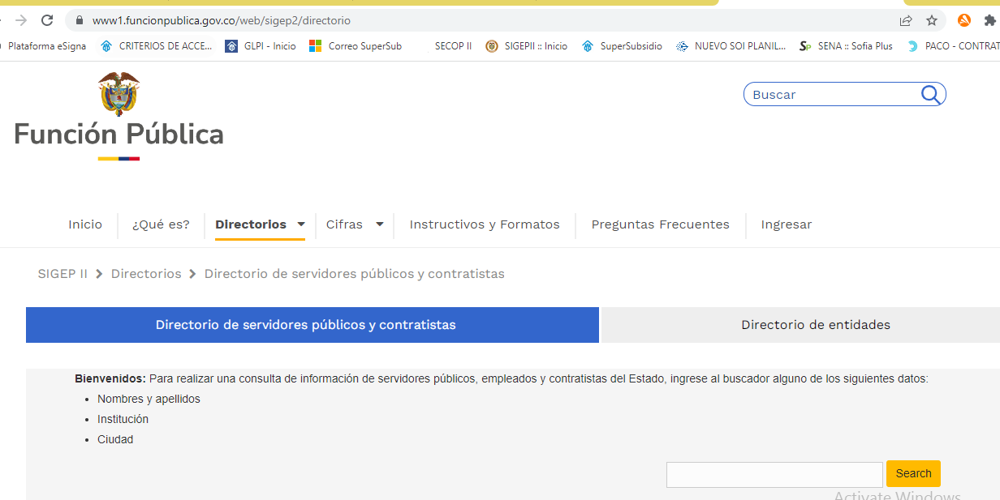 www1.funcionpublica.gov.co/web/sigep2/directorio
Plataforma eSigna CRITERIOS DE ACCE... GLPI - Inicio Correo SuperSub SECOP II SIGEPII :: Inicio SuperSubsidio NUEVO SOI PLANIL... SENA :: Sofia Plus PACO - CONTRAT
Buscar
Función Pública
Inicio ¿Qué es? Directorios Cifras Instructivos y Formatos Preguntas Frecuentes Ingresar
SIGEP II > Directorios > Directorio de servidores públicos y contratistas
Directorio de servidores públicos y contratistas Directorio de entidades
Bienvenidos: Para realizar una consulta de información de servidores públicos, empleados y contratistas del Estado, ingrese al buscador alguno de los siguientes datos:
• Nombres y apellidos
• Institución
• Ciudad
Search
Activate Windows